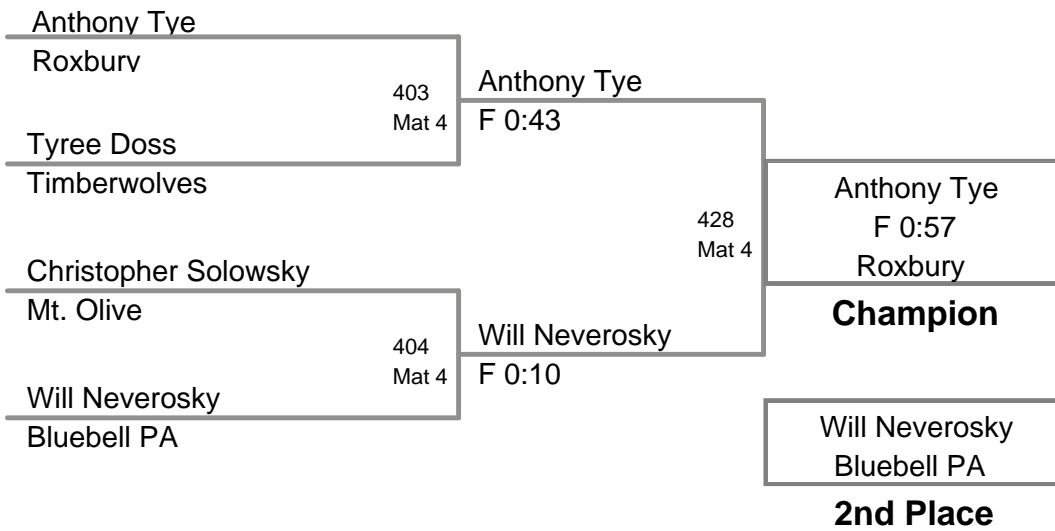 Anthony Tye
Roxbury
403
Mat 4
Anthony Tye
F 0:43
Tyree Doss
Timberwolves
428
Mat 4
Anthony Tye
F 0:57
Roxbury
Champion
Christopher Solowsky
Mt. Olive
404
Mat 4
Will Neverosky
F 0:10
Will Neverosky
Bluebell PA
Will Neverosky
Bluebell PA
2nd Place